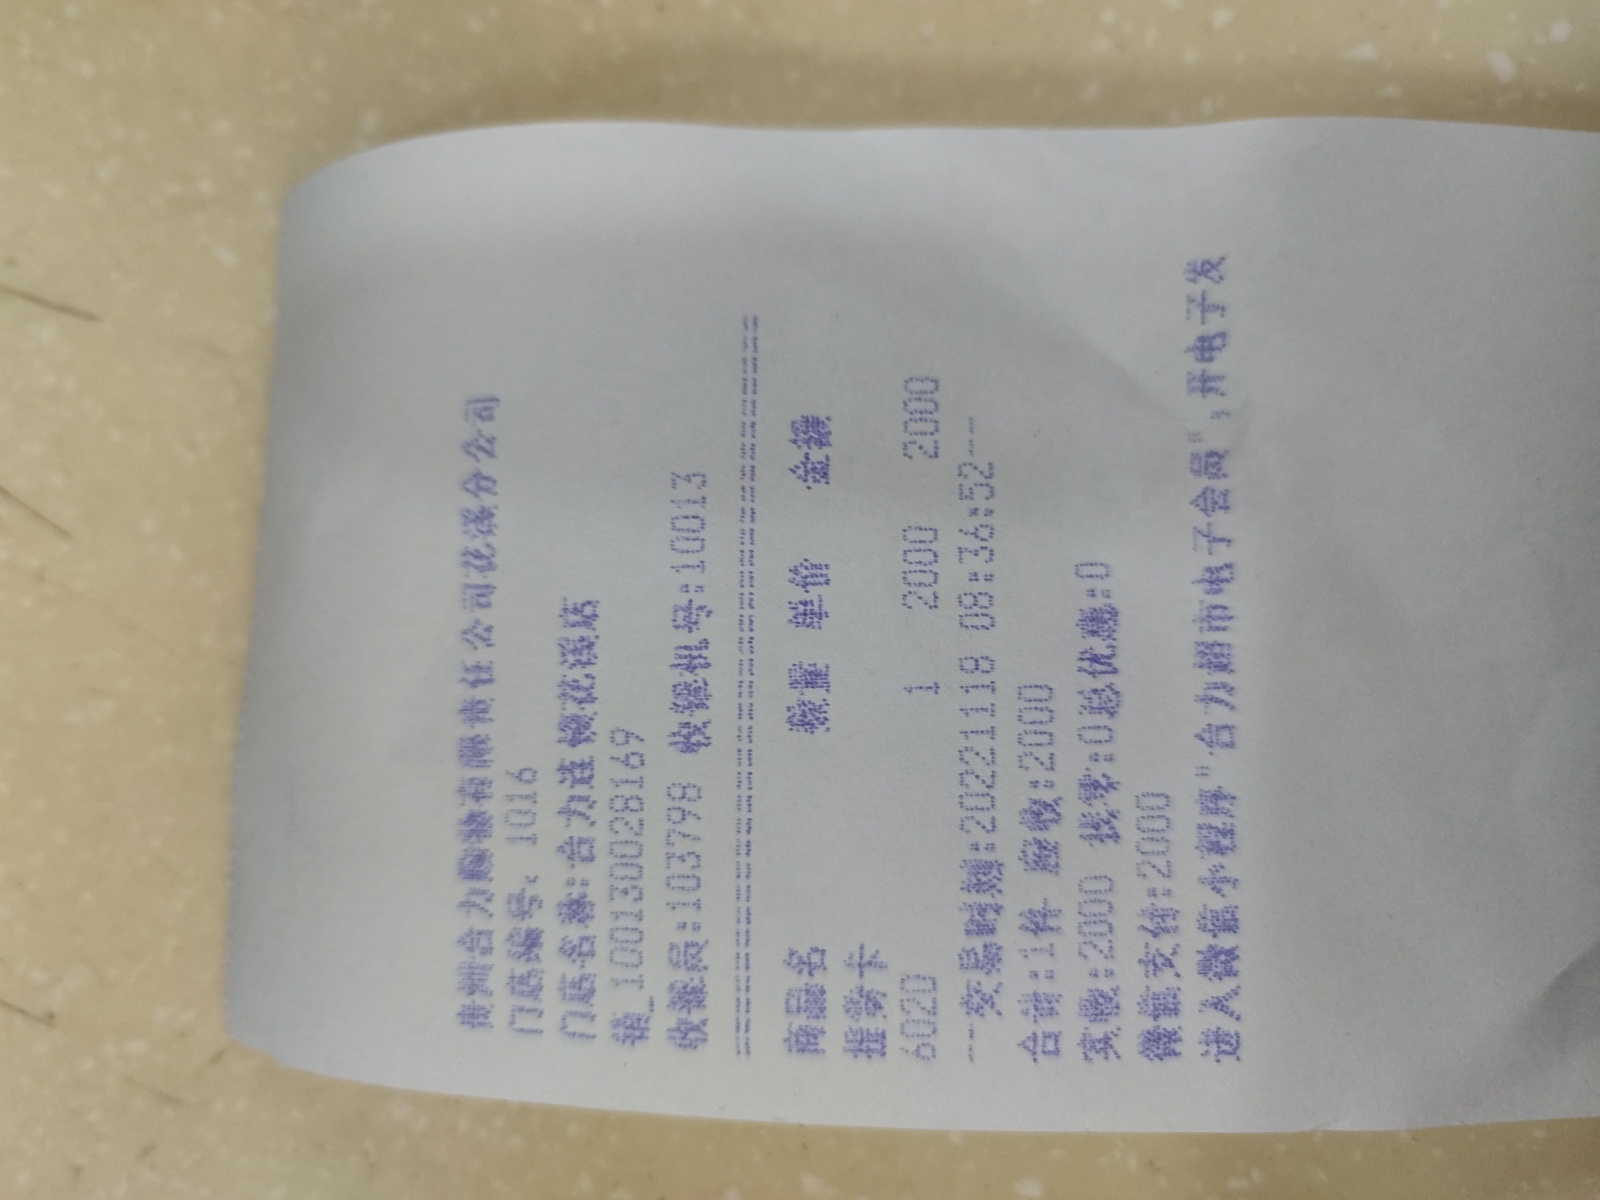 贵州合力购物有限责任公司花溪分公司
门店编号:1016
门店名称:合力连锁花溪店
销_100130028169
收银员:103798 收银机号:10013
商品名 数量 单价 金额
提货卡
6020 1 2000 2000
--交易时刻:20221118 08:36:52--
合计:1件 应收:2000
实收:2000 找零:0总优惠:0
微信支付:2000
进入微信小程序"合力超市电子会员",开电子发